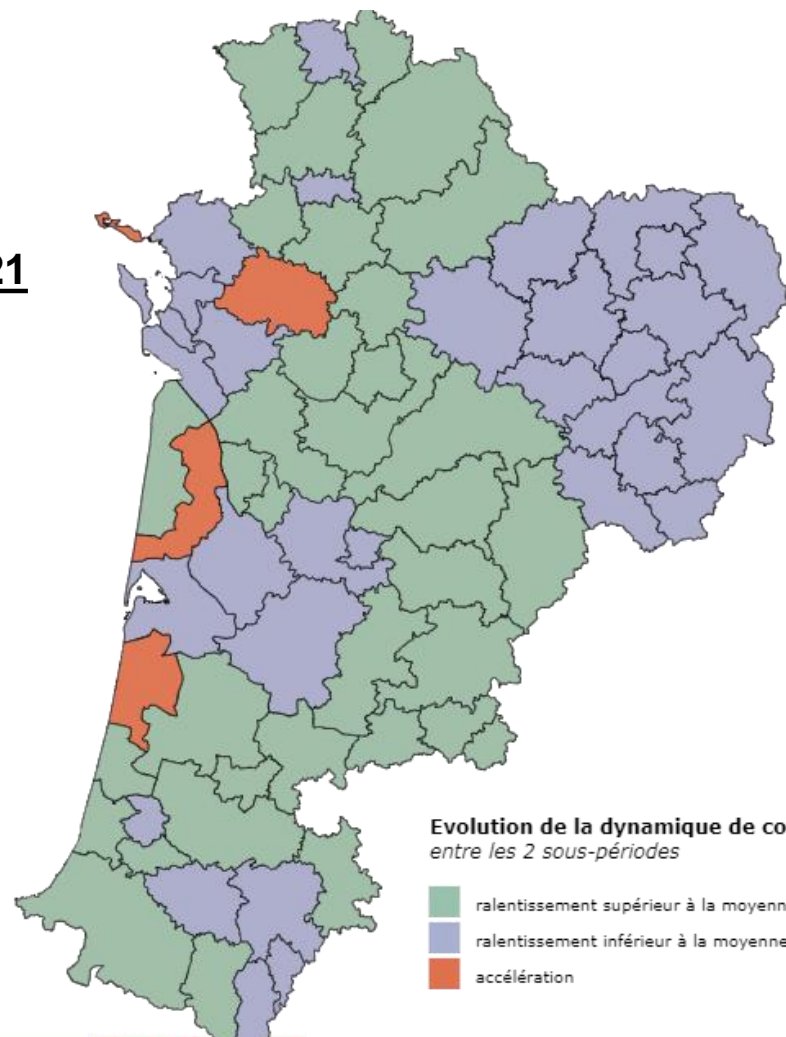 21
Evolution de la dynamique de co
entre les 2 sous-périodes
ralentissement supérieur à la moyenn
ralentissement inférieur à la moyenne
accélération